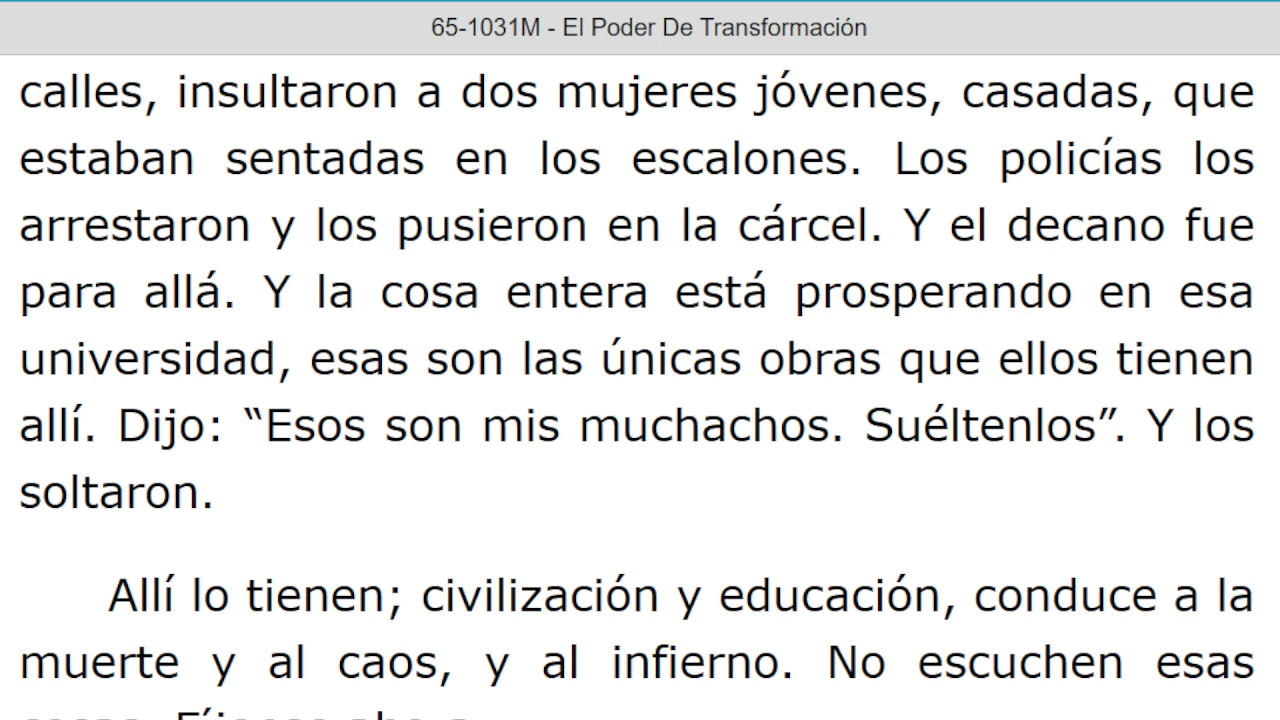 65-1031M - El Poder De Transformación
calles, insultaron a dos mujeres jóvenes, casadas, que
estaban sentadas en los escalones. Los policías los
arrestaron y los pusieron en la cárcel. Y el decano fue
para allá. Y la cosa entera está prosperando en esa
universidad, esas son las únicas obras que ellos tienen
allí. Dijo: “Esos son mis muchachos. Suéltenlos”. Y los
soltaron.
Allí lo tienen; civilización y educación, conduce a la
muerte y al caos, y al infierno. No escuchen esas